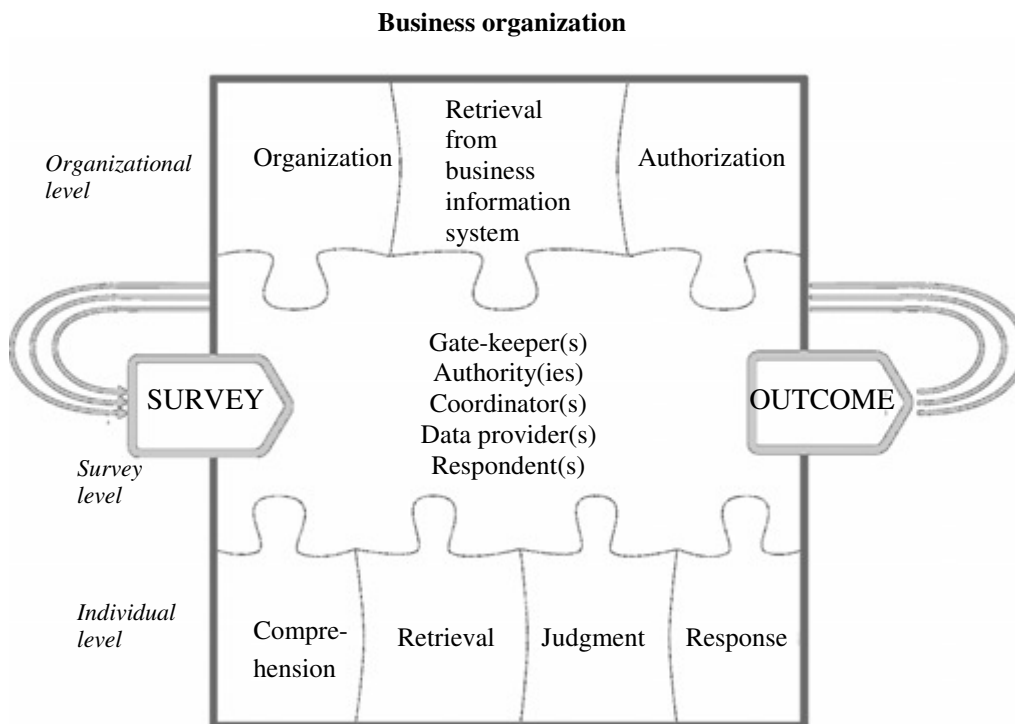 Business organization
Organizational
level
Organization
Retrieval
from
business
information
system
Authorization
Gate-keeper(s)
Authority(ies)
Coordinator(s)
Data provider(s)
Respondent(s)
SURVEY
OUTCOME
Survey
level
Individual
level
Compre-
hension
Retrieval
Judgment
Response